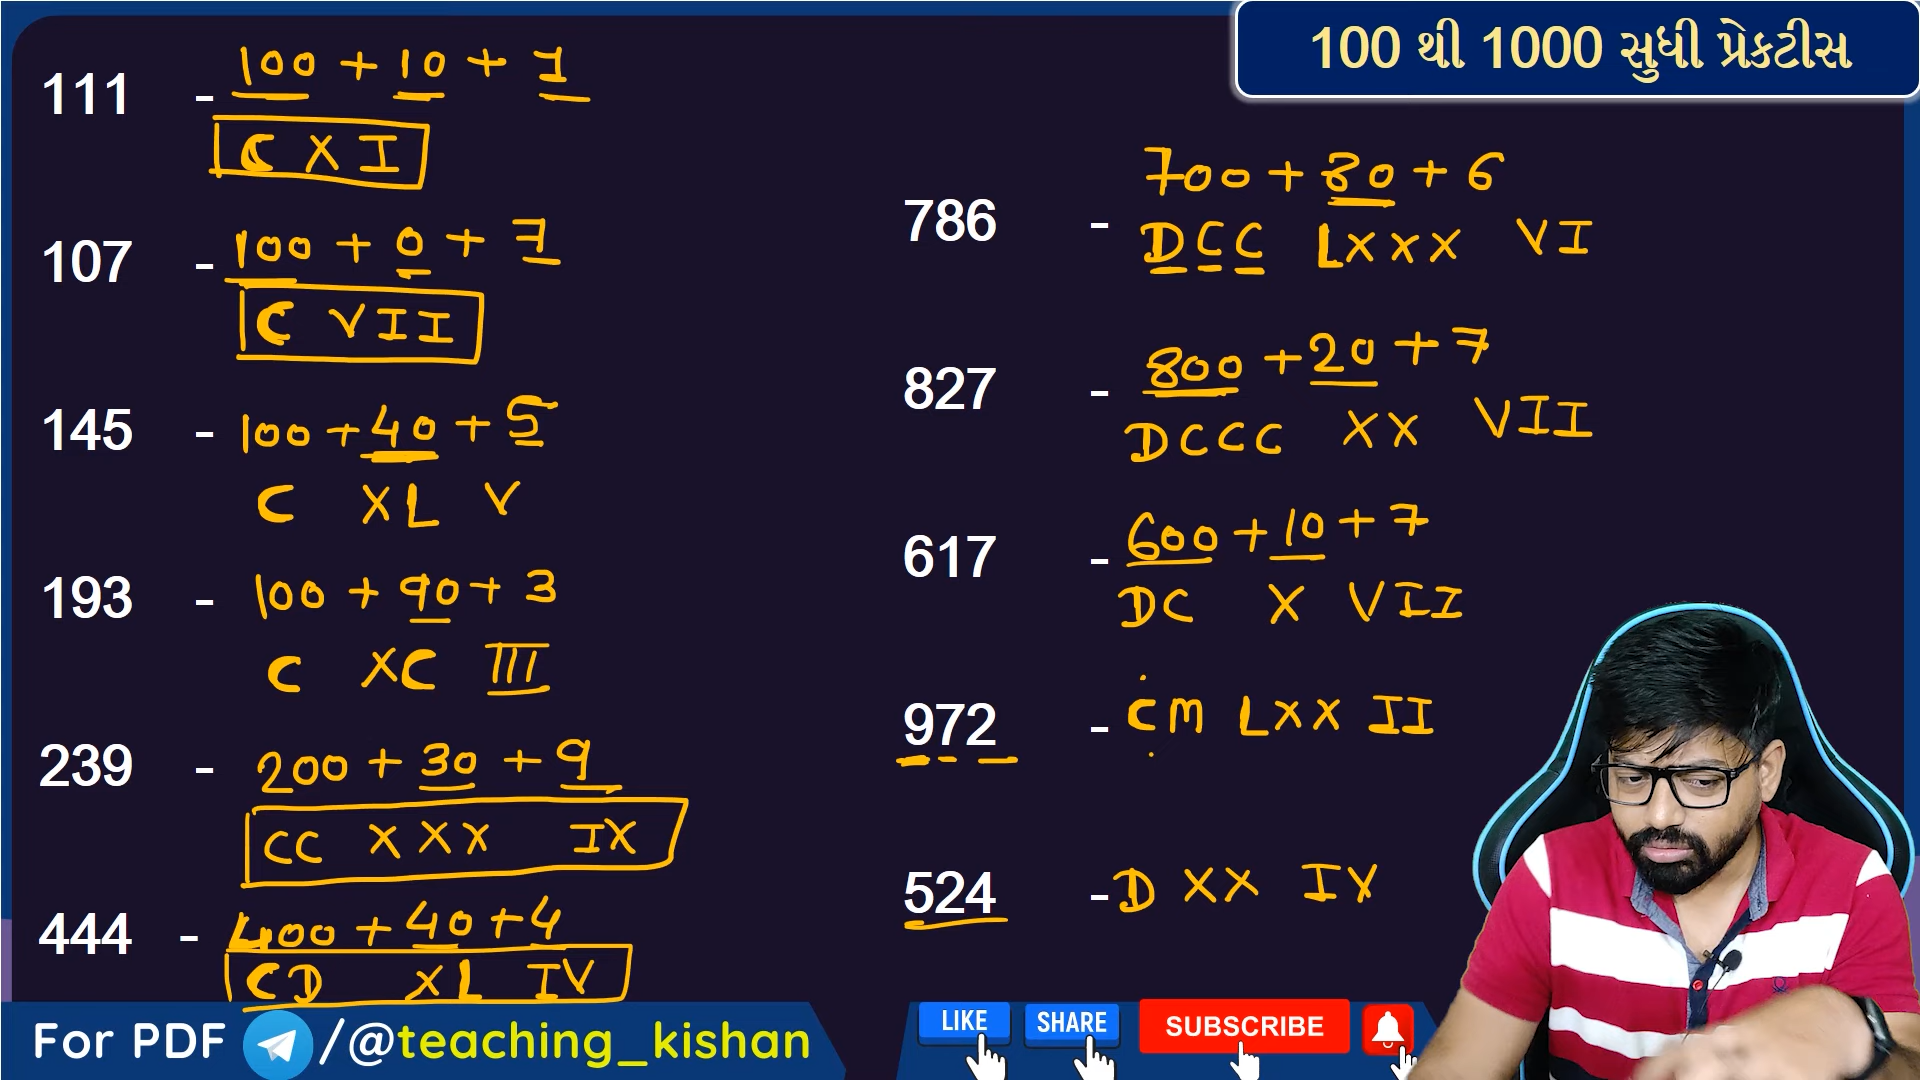 100 થી 1000 સુધી પ્રેકટીસ
111 - 100 + 10 + 1
C X I
107 - 100 + 0 + 7
C VII
145 - 100 + 40 + 5
C XL V
193 - 100 + 90 + 3
C XC III
239 - 200 + 30 + 9
CC XXX IX
444 - 400 + 40 + 4
CD XL IV
786 - 700 + 80 + 6
DCC LXXX VI
827 - 800 + 20 + 7
DCCC XX VII
617 - 600 + 10 + 7
DC X VII
972 - CM LXX II
524 - D XX IV
For PDF /@teaching_kishan
LIKE SHARE SUBSCRIBE